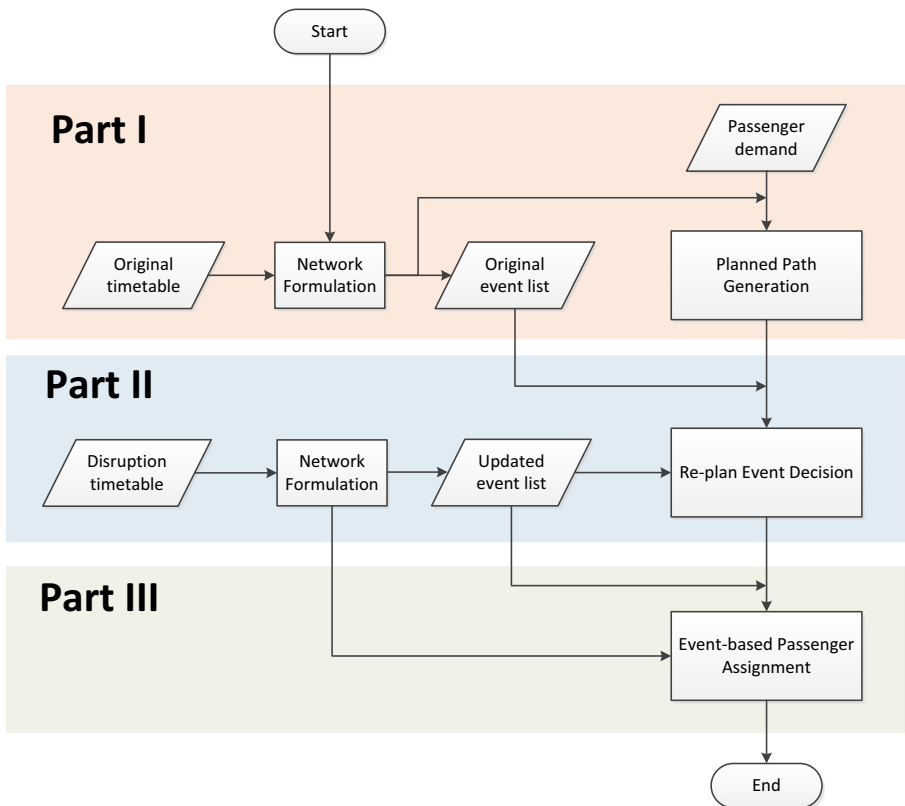 Start
Part I
Passenger
demand
Original
timetable
Network
Formulation
Original
event list
Planned Path
Generation
Part II
Disruption
timetable
Network
Formulation
Updated
event list
Re-plan Event Decision
Part III
Event-based Passenger
Assignment
End